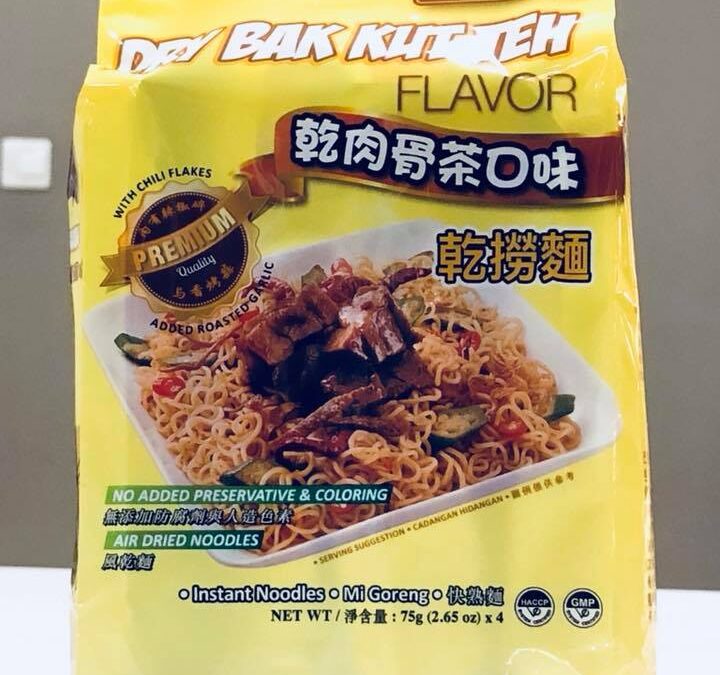 DRY BAK KUT TEH
FLAVOR
乾肉骨茶口味
WITH CHILI FLAKES
PREMIUM
Quality
ADDED ROASTED GARLIC
乾撈麵
NO ADDED PRESERVATIVE & COLORING
無添加防腐劑與人造色素
AIR DRIED NOODLES
風乾麵
• SERVING SUGGESTION • CADANGAN HIDANGAN • 圖例僅供參考
• Instant Noodles • Mi Goreng • 快熟麵
NET WT / 淨含量 : 75g (2.65 oz) x 4
HACCP
GMP